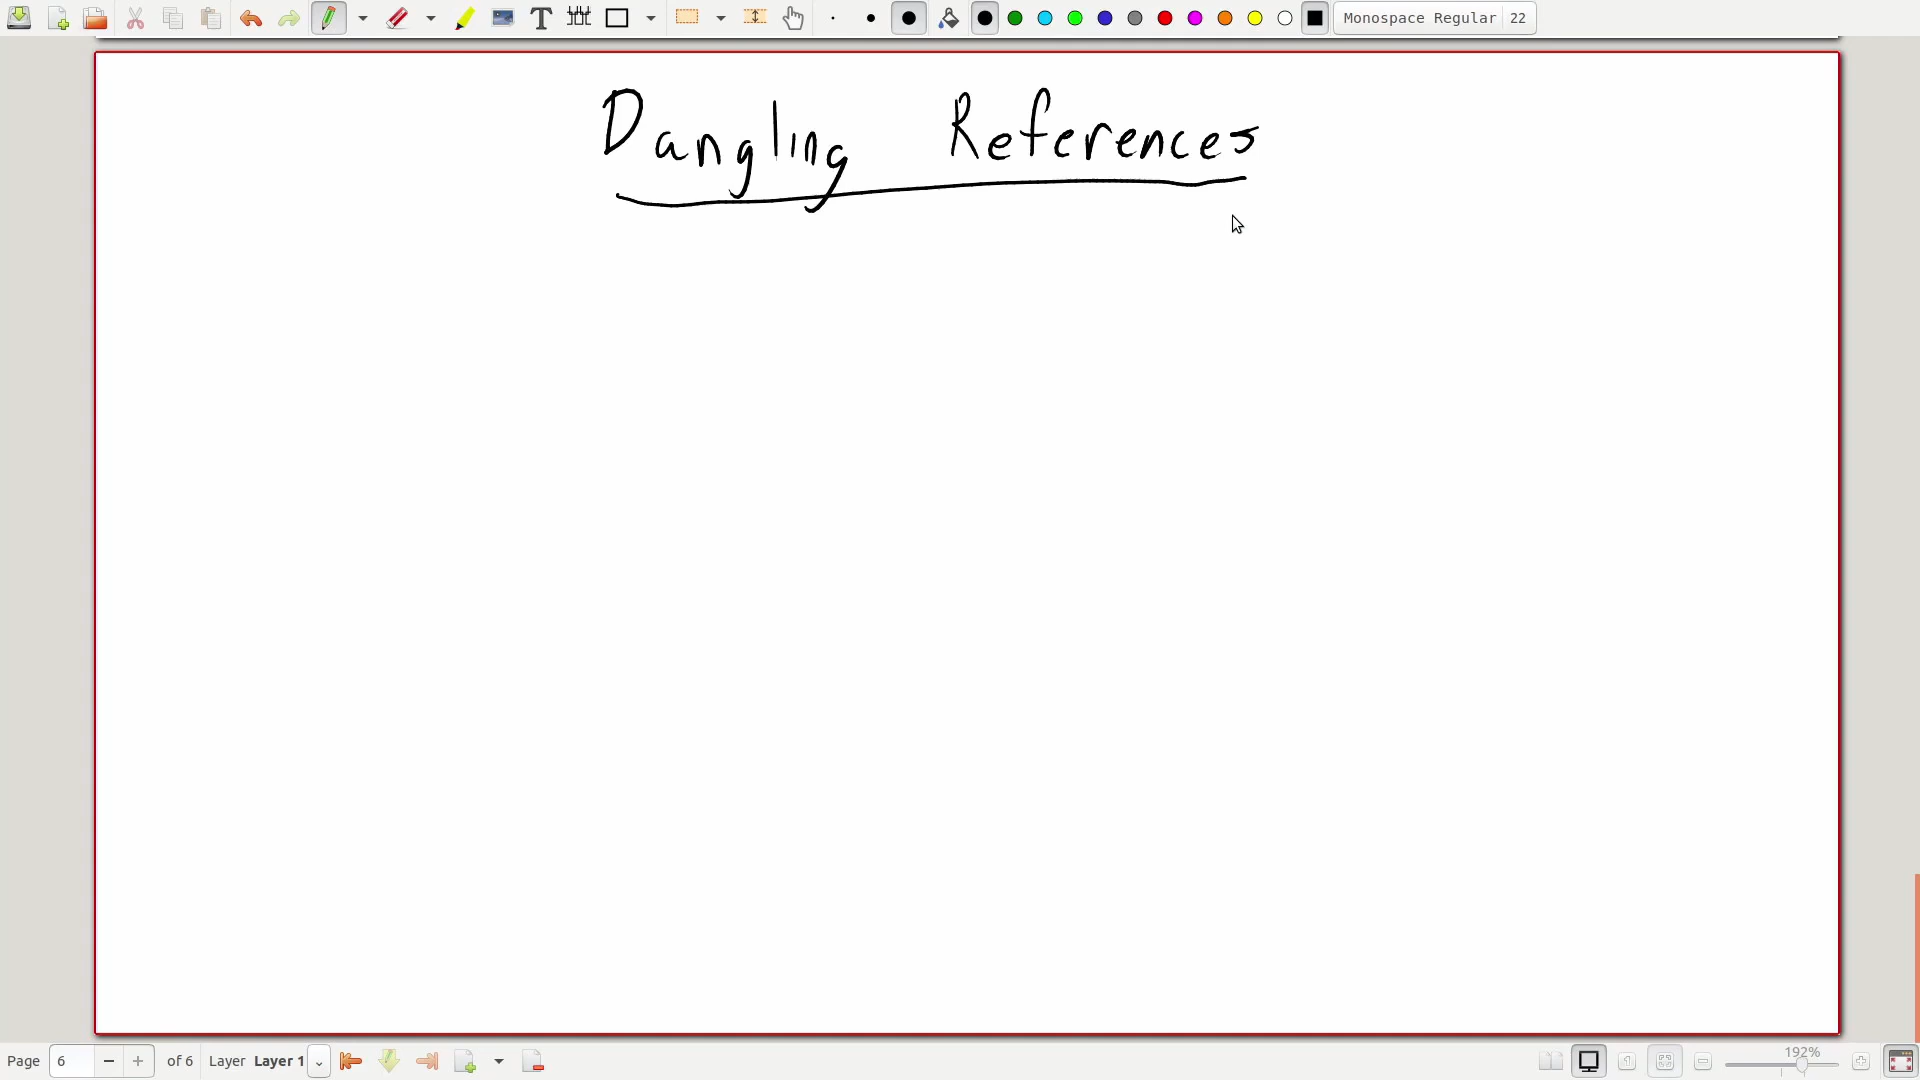 Monospace Regular 22
Dangling References
Page 6 of 6 Layer Layer 1 192%